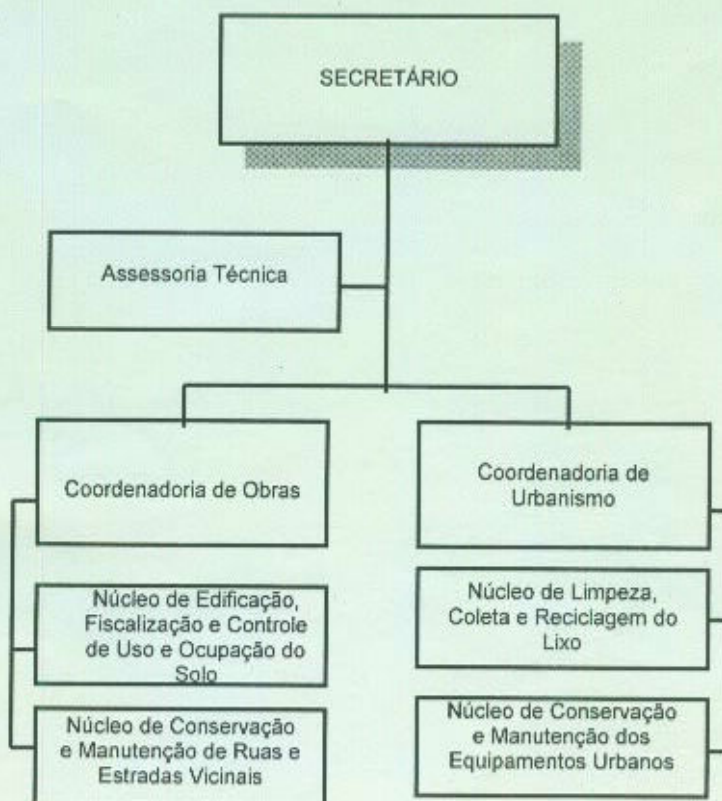 SECRETÁRIO
Assessoria Técnica
Coordenadoria de Obras
Coordenadoria de
Urbanismo
Núcleo de Edificação,
Fiscalização e Controle
de Uso e Ocupação do
Solo
Núcleo de Limpeza,
Coleta e Reciclagem do
Lixo
Núcleo de Conservação
e Manutenção de Ruas e
Estradas Vicinais
Núcleo de Conservação
e Manutenção dos
Equipamentos Urbanos